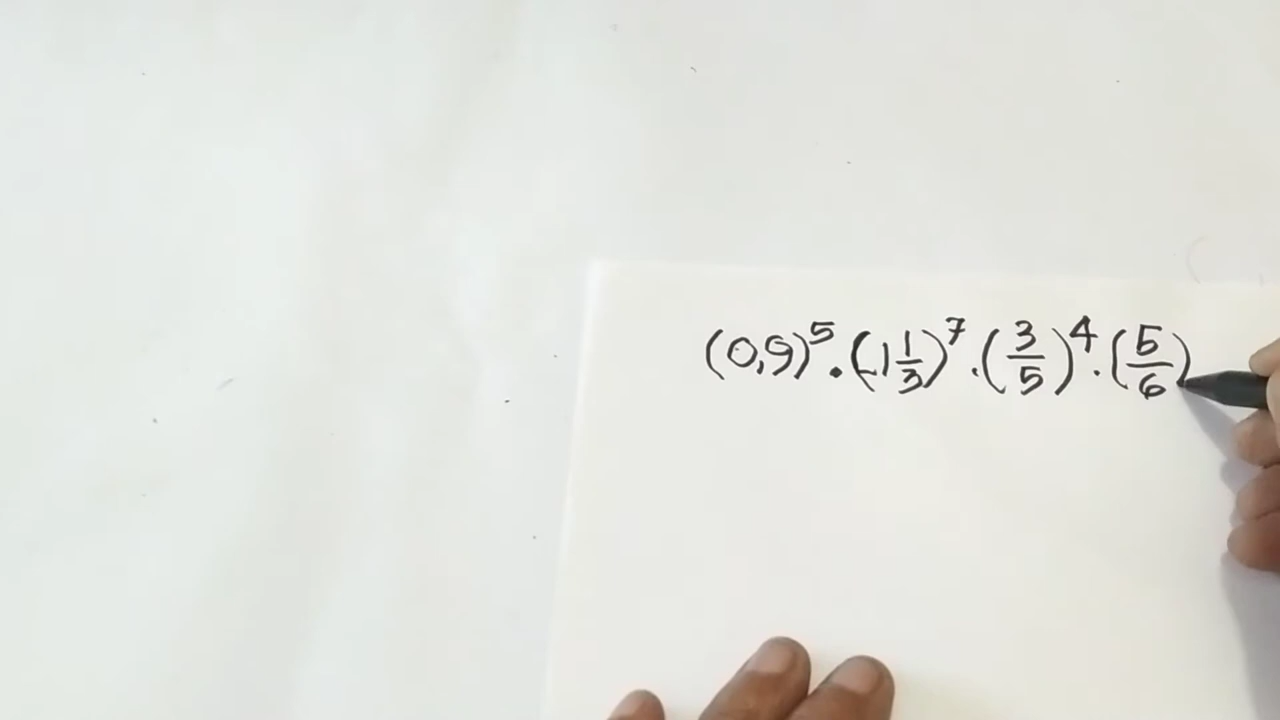 (0,9)⁵ · (-1 1/3)⁷ · (3/5)⁴ · (5/6)